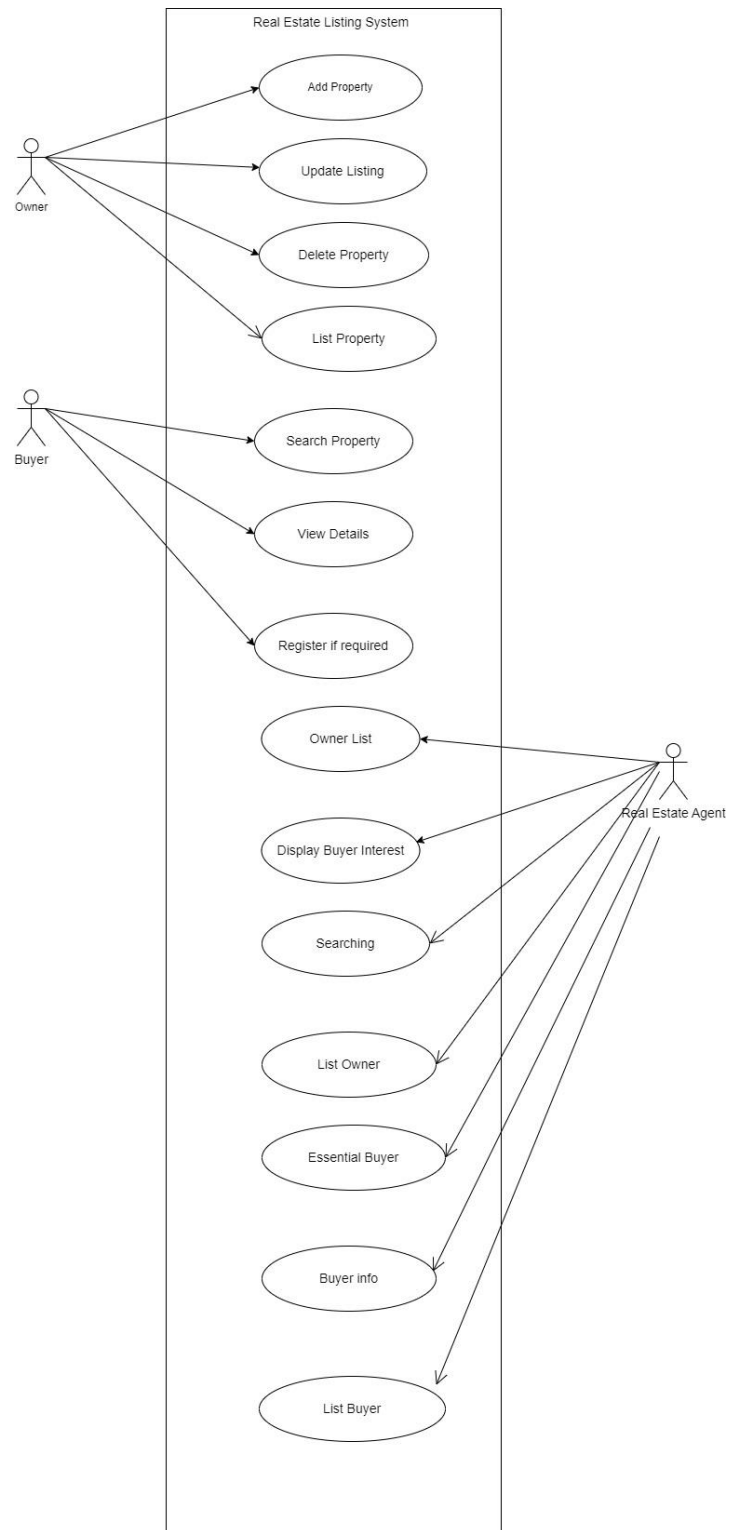 Real Estate Listing System
Add Property
Update Listing
Owner
Delete Property
List Property
Search Property
Buyer
View Details
Register if required
Owner List
Real Estate Agent
Display Buyer Interest
Searching
List Owner
Essential Buyer
Buyer info
List Buyer